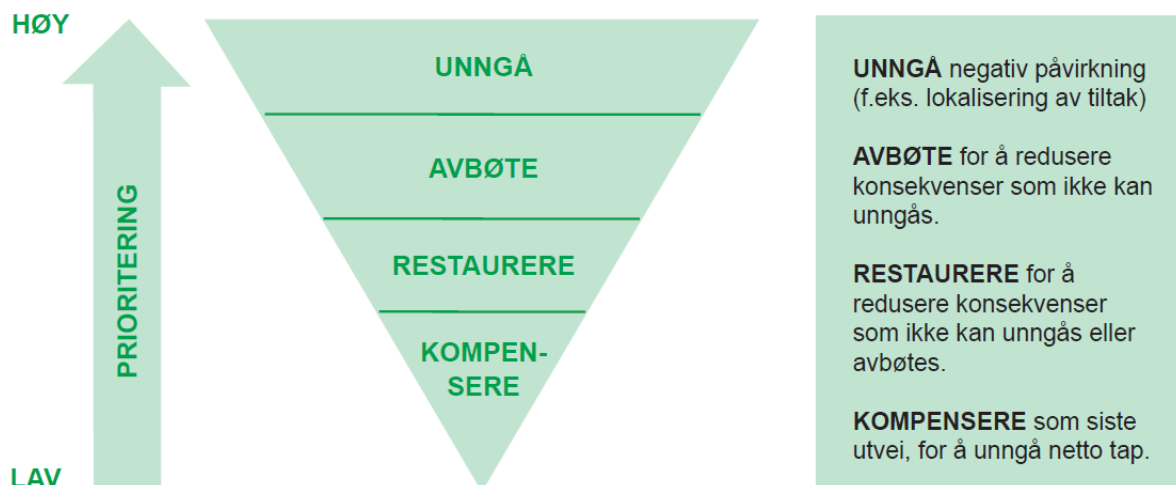 HØY
PRIORITERING
LAV
UNNGÅ
AVBØTE
RESTAURERE
KOMPEN-
SERE
UNNGÅ negativ påvirkning
(f.eks. lokalisering av tiltak)
AVBØTE for å redusere
konsekvenser som ikke kan
unngås.
RESTAURERE for å
redusere konsekvenser
som ikke kan unngås eller
avbøtes.
KOMPENSERE som siste
utvei, for å unngå netto tap.